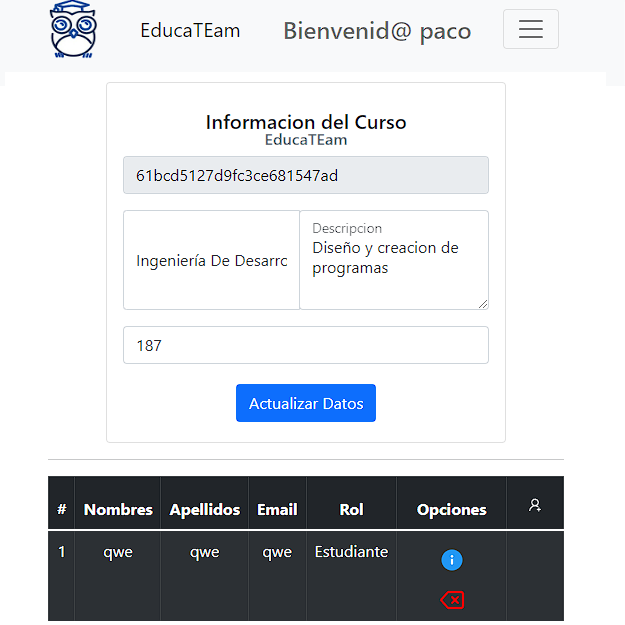 EducaTEam Bienvenid@ paco
Informacion del Curso
EducaTEam
61bcd5127d9fc3ce681547ad
Ingeniería De Desarrc
Descripcion
Diseño y creacion de
programas
187
Actualizar Datos
# Nombres Apellidos Email Rol Opciones
1 qwe qwe qwe Estudiante